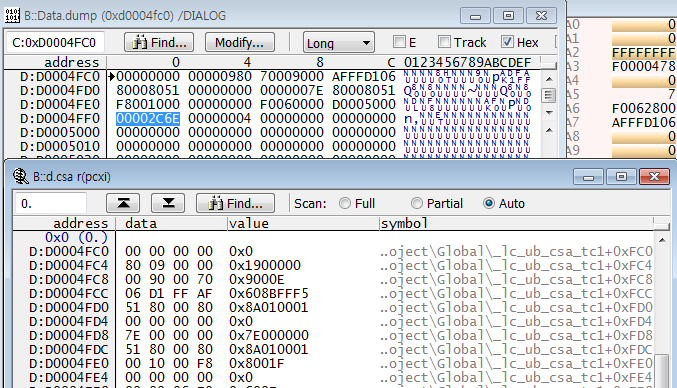 B::Data.dump (0xd0004fc0) /DIALOG
C:0xD0004FC0 Find... Modify... Long E Track Hex
address 0 4 8 C 0123456789ABCDEF
D:D0004FC0 00000000 00000980 70009000 AFFFD106
D:D0004FD0 80008051 00000000 0000007E 80008051
D:D0004FE0 F8001000 00000000 F0060000 D0005000
D:D0004FF0 00002C6E 00000004 00000000 00000000
D:D0005000 00000000 00000000 00000000 00000000
D:D0005010 00000000 00000000 00000000 00000000
A0
A1 0
A2 FFFFFFFF
A3 F0000478
A4 0
A5
A6 F0062800
A7 AFFFD106
A8 0
A9 0
B::d.csa r(pcxi)
0. Find... Scan: Full Partial Auto
address data value symbol
0x0 (0.)
D:D0004FC0 00 00 00 00 0x0 ..oject\Global\_lc_ub_csa_tc1+0xFC0
D:D0004FC4 80 09 00 00 0x1900000 ..oject\Global\_lc_ub_csa_tc1+0xFC4
D:D0004FC8 00 90 00 70 0x9000E ..oject\Global\_lc_ub_csa_tc1+0xFC8
D:D0004FCC 06 D1 FF AF 0x608BFFF5 ..oject\Global\_lc_ub_csa_tc1+0xFCC
D:D0004FD0 51 80 00 80 0x8A010001 ..oject\Global\_lc_ub_csa_tc1+0xFD0
D:D0004FD4 00 00 00 00 0x0 ..oject\Global\_lc_ub_csa_tc1+0xFD4
D:D0004FD8 7E 00 00 00 0x7E000000 ..oject\Global\_lc_ub_csa_tc1+0xFD8
D:D0004FDC 51 80 00 80 0x8A010001 ..oject\Global\_lc_ub_csa_tc1+0xFDC
D:D0004FE0 00 10 00 F8 0x8001F ..oject\Global\_lc_ub_csa_tc1+0xFE0
D:D0004FE4 00 00 00 00 0x0 ..oject\Global\_lc_ub_csa_tc1+0xFE4